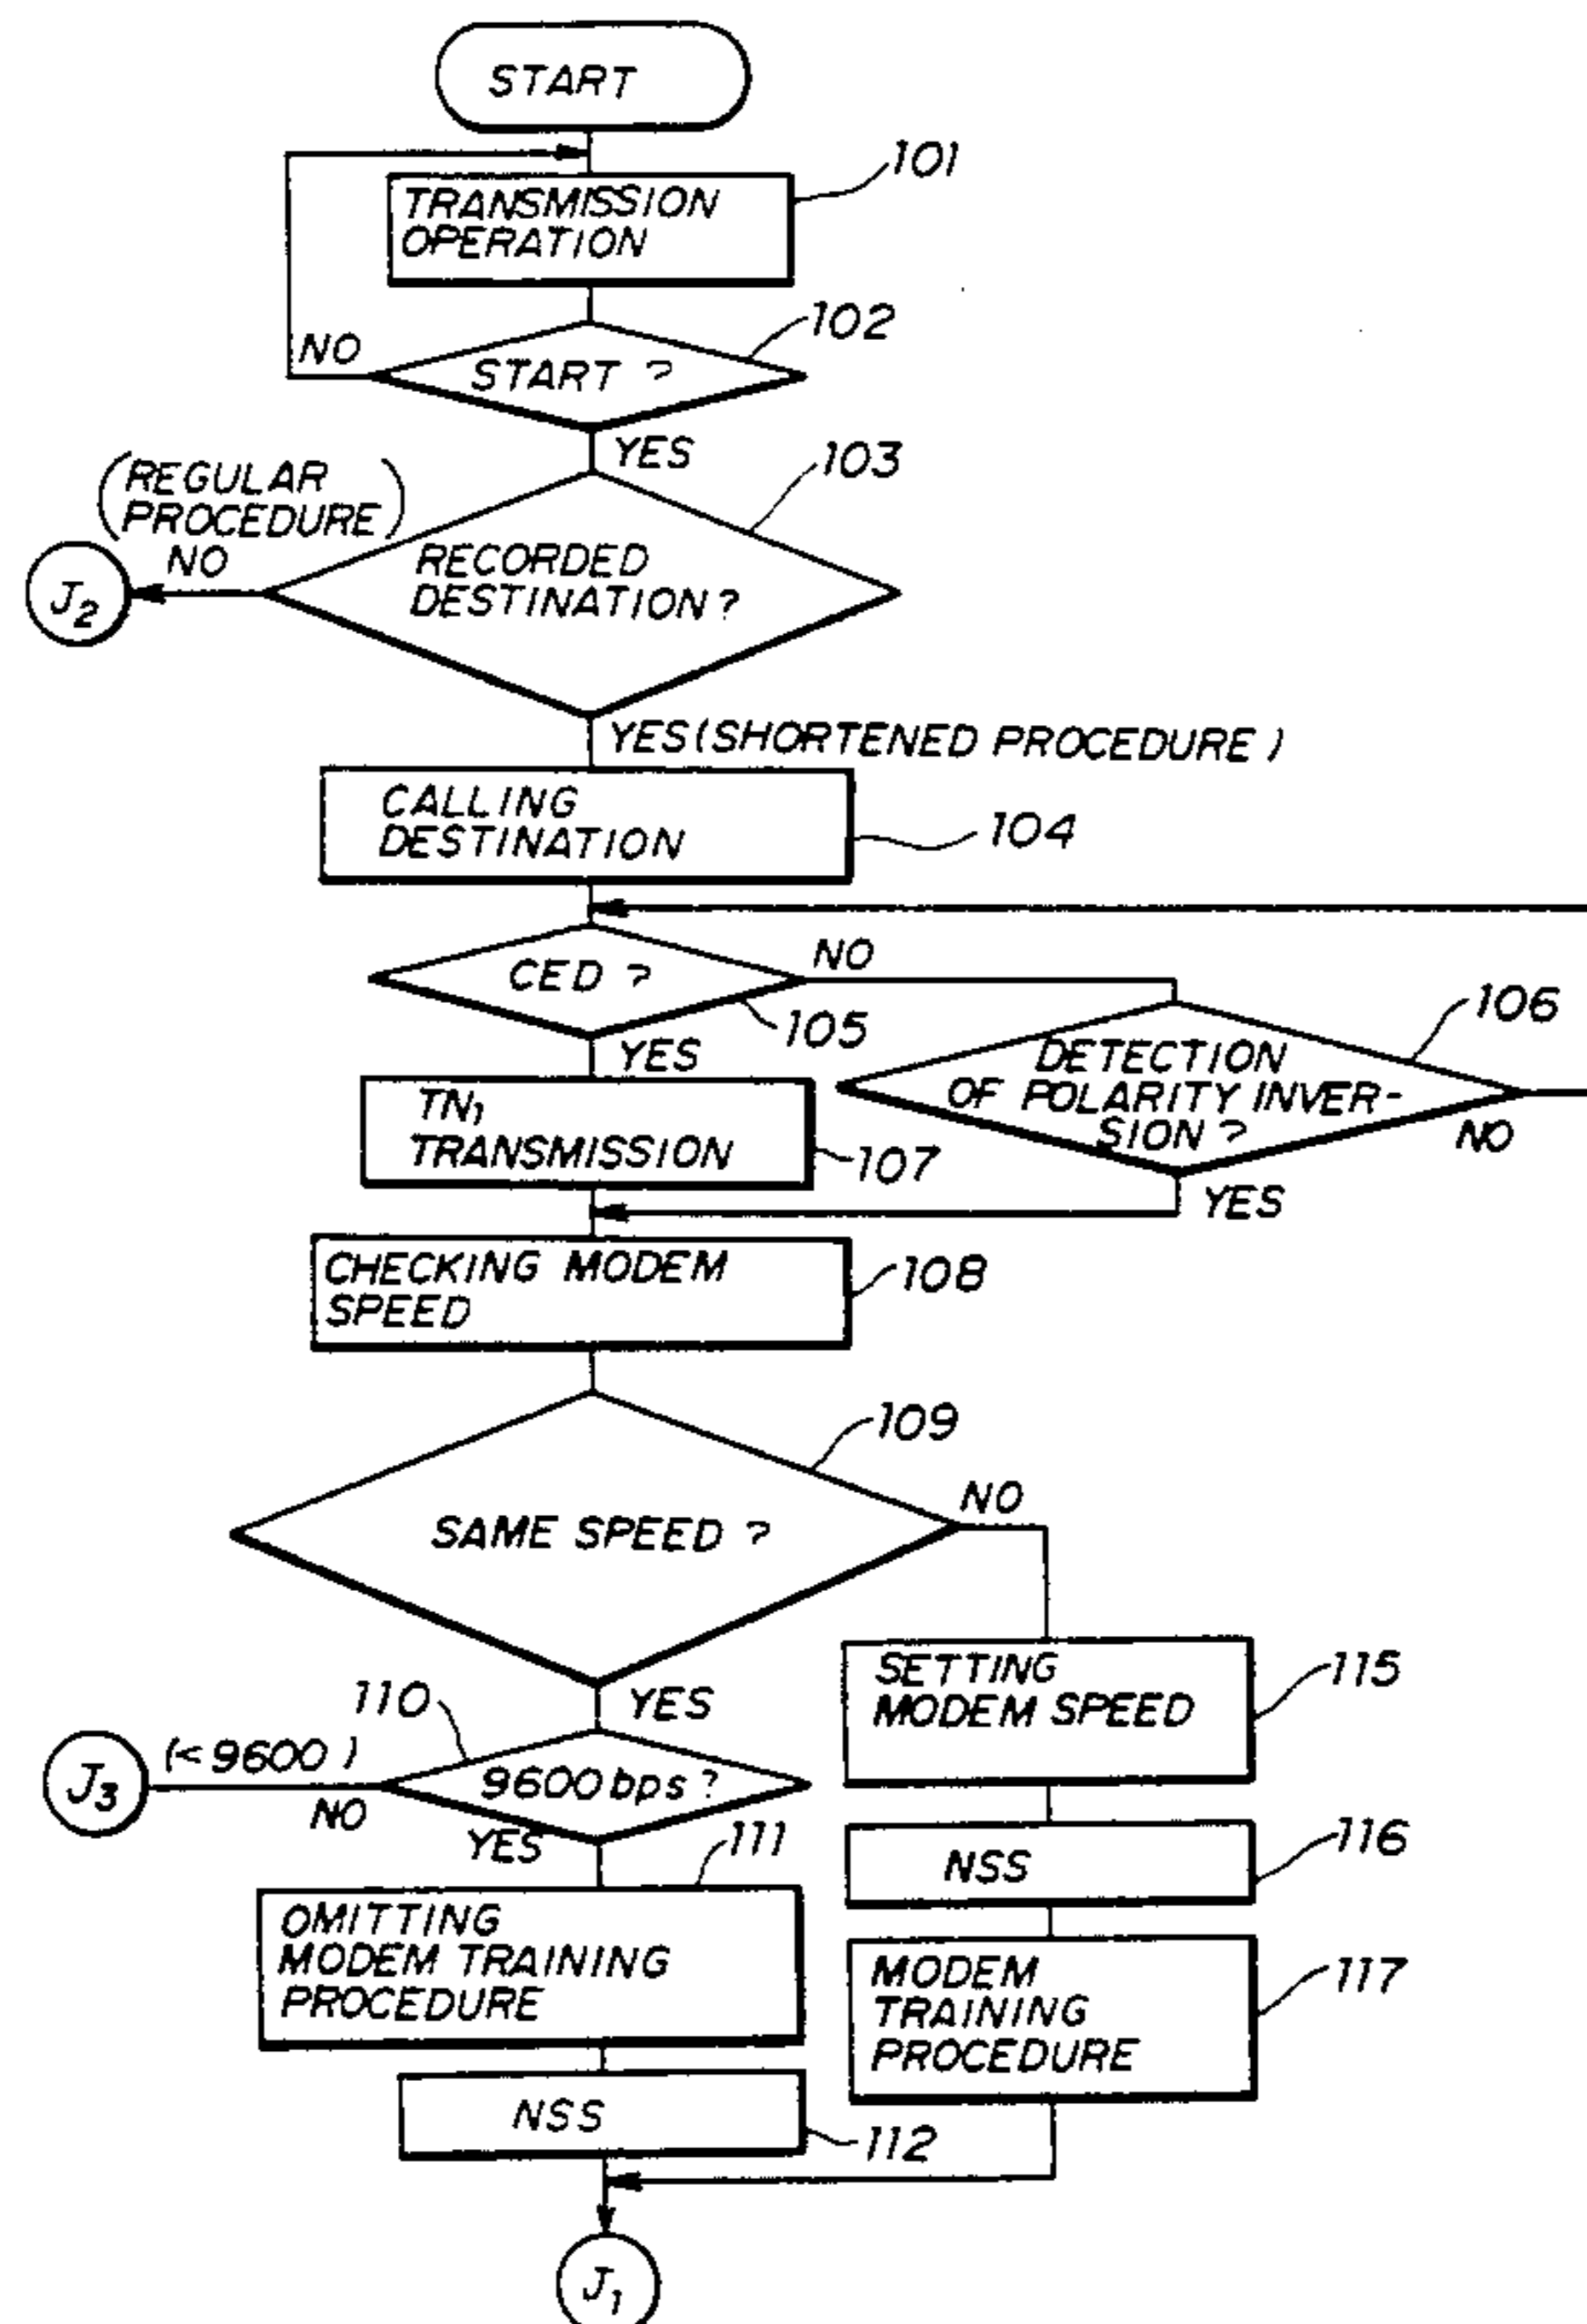 START
101
TRANSMISSION
OPERATION
102
NO
START ?
YES
103
(REGULAR
PROCEDURE)
NO
J2
RECORDED
DESTINATION?
YES (SHORTENED PROCEDURE)
CALLING
DESTINATION
104
CED ?
NO
105
106
YES
DETECTION
OF POLARITY INVER-
SION ?
NO
TN1
TRANSMISSION
107
YES
CHECKING MODEM
SPEED
108
109
NO
SAME SPEED ?
YES
110
SETTING
MODEM SPEED
115
J3
(<9600)
NO
9600 bps ?
YES
111
NSS
116
OMITTING
MODEM TRAINING
PROCEDURE
MODEM
TRAINING
PROCEDURE
117
NSS
112
J1